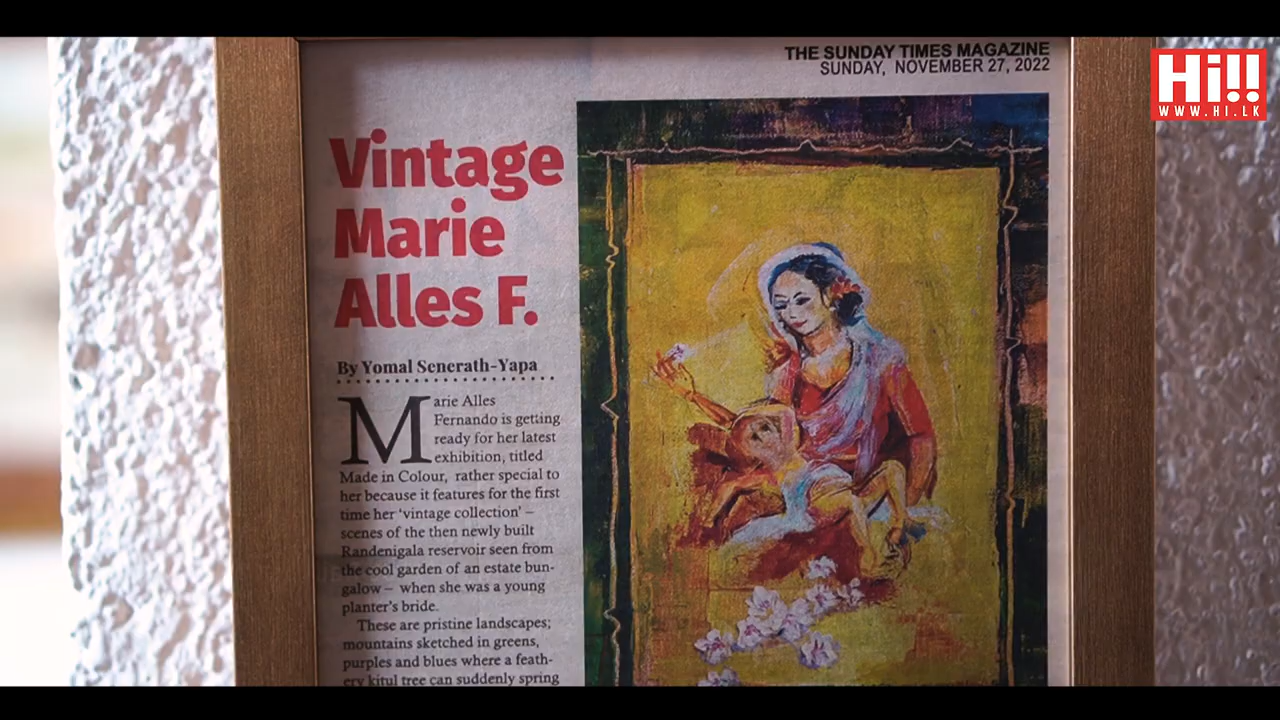 THE SUNDAY TIMES MAGAZINE
SUNDAY, NOVEMBER 27, 2022
Hi!!
WWW.HI.LK
Vintage
Marie
Alles F.
By Yomal Senerath-Yapa
Marie Alles
Fernando is getting
ready for her latest
exhibition, titled
Made in Colour, rather special to
her because it features for the first
time her ‘vintage collection’ –
scenes of the then newly built
Randenigala reservoir seen from
the cool garden of an estate bun-
galow – when she was a young
planter's bride.
These are pristine landscapes;
mountains sketched in greens,
purples and blues where a feath-
ery kitul tree can suddenly spring